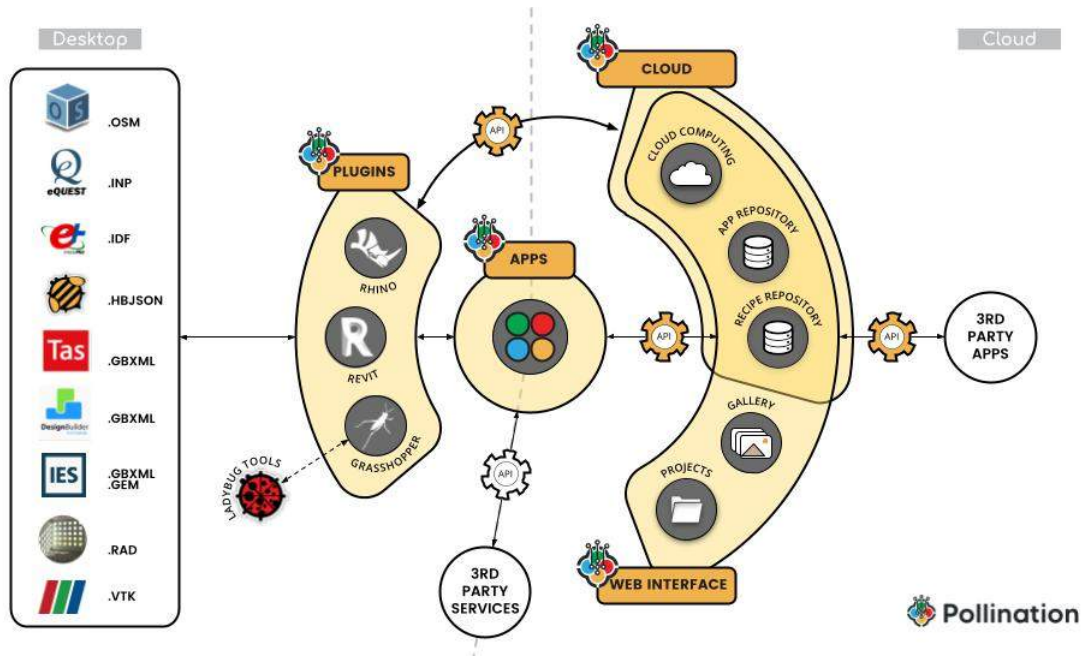 Desktop
Cloud
.OSM
eQUEST
.INP
.IDF
.HBJSON
Tas
.GBXML
DesignBuilder
.GBXML
IES
.GBXML
.GEM
.RAD
.VTK
PLUGINS
RHINO
R
REVIT
GRASSHOPPER
LADYBUG TOOLS
API
APPS
API
3RD
PARTY
SERVICES
CLOUD
CLOUD COMPUTING
APP REPOSITORY
RECIPE REPOSITORY
API
GALLERY
PROJECTS
WEB INTERFACE
API
3RD
PARTY
APPS
Pollination